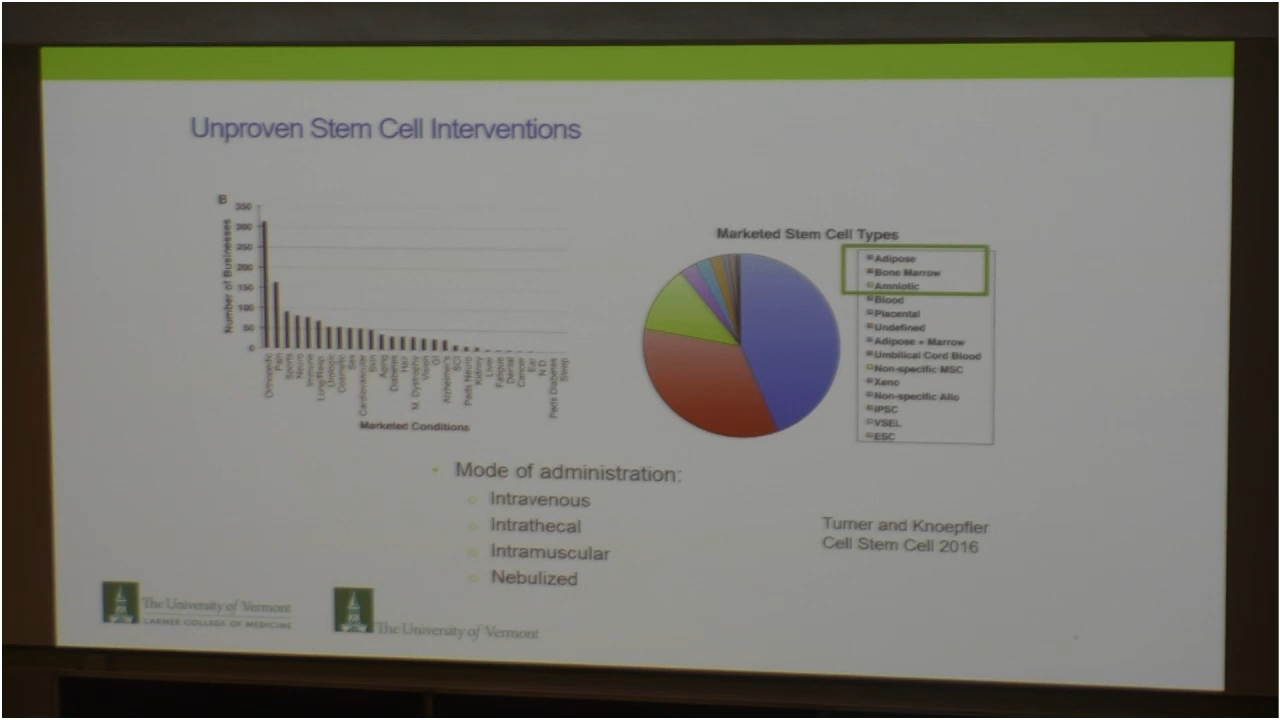 Unproven Stem Cell Interventions
B
350
300
250
200
150
100
50
0
Number of Businesses
Orthopedic
Pain
Sports
Neuro
Immune
Lung/Resp
Urologic
Cosmetic
Sex
Cardiovascular
Skin
Aging
Diabetes
Hair
M. Dystrophy
Vision
GI
Alzheimer's
SCI
Peds Neuro
Kidney
Liver
Fatigue
Dental
Cancer
Ear
N.D.
Peds Diabetes
Sleep
Marketed Conditions
Marketed Stem Cell Types
Adipose
Bone Marrow
Amniotic
Blood
Placental
Undefined
Adipose + Marrow
Umbilical Cord Blood
Non-specific MSC
Xeno
Non-specific Allo
iPSC
VSEL
ESC
Mode of administration:
Intravenous
Intrathecal
Intramuscular
Nebulized
Turner and Knoepfler
Cell Stem Cell 2016
The University of Vermont
LARNER COLLEGE OF MEDICINE
The University of Vermont